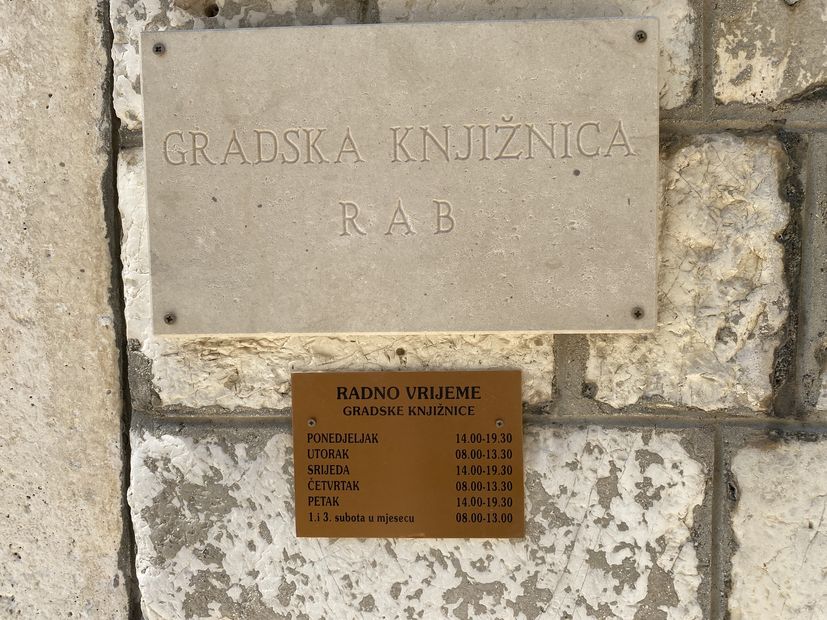 GRADSKA KNJIŽNICA
RAB
RADNO VRIJEME
GRADSKE KNJIŽNICE
PONEDJELJAK 14.00-19.30
UTORAK 08.00-13.30
SRIJEDA 14.00-19.30
ČETVRTAK 08.00-13.30
PETAK 14.00-19.30
1. i 3. subota u mjesecu 08.00-13.00